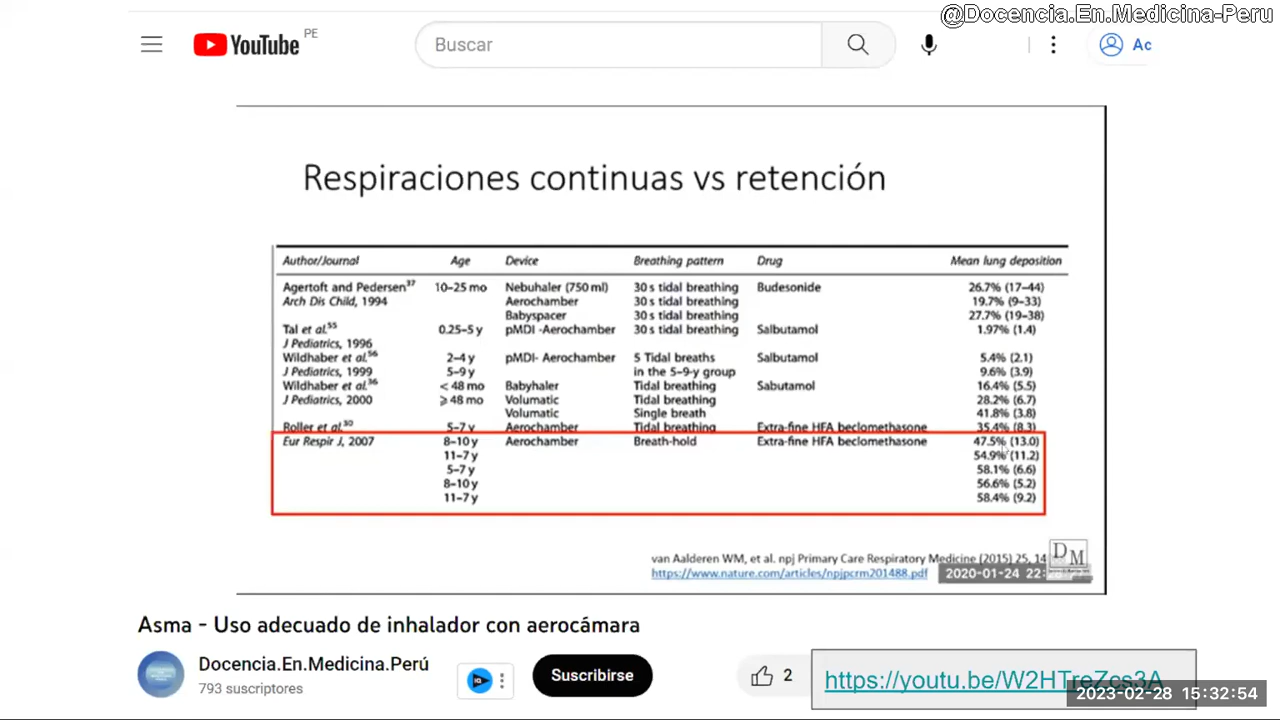 @Docencia.En.Medicina-Peru
YouTube PE
Buscar
Ac
Respiraciones continuas vs retención
Author/Journal Age Device Breathing pattern Drug Mean lung deposition
Agertoft and Pedersen37 10–25 mo Nebuhaler (750 ml) 30 s tidal breathing Budesonide 26.7% (17–44)
Arch Dis Child, 1994 Aerochamber 30 s tidal breathing 19.7% (9–33)
Babyspacer 30 s tidal breathing 27.7% (19–38)
Tal et al.55 0.25–5 y pMDI -Aerochamber 30 s tidal breathing Salbutamol 1.97% (1.4)
J Pediatrics, 1996
Wildhaber et al.56 2–4 y pMDI- Aerochamber 5 Tidal breaths Salbutamol 5.4% (2.1)
J Pediatrics, 1999 5–9 y in the 5–9-y group 9.6% (3.9)
Wildhaber et al.36 < 48 mo Babyhaler Tidal breathing Sabutamol 16.4% (5.5)
J Pediatrics, 2000 ⩾ 48 mo Volumatic Tidal breathing 28.2% (6.7)
Volumatic Single breath 41.8% (3.8)
Roller et al.30 5–7 y Aerochamber Tidal breathing Extra-fine HFA beclomethasone 35.4% (8.3)
Eur Respir J, 2007 8–10 y Aerochamber Breath-hold Extra-fine HFA beclomethasone 47.5% (13.0)
11–7 y 54.9% (11.2)
5–7 y 58.1% (6.6)
8–10 y 56.6% (5.2)
11–7 y 58.4% (9.2)
van Aalderen WM, et al. npj Primary Care Respiratory Medicine (2015) 25, 14
https://www.nature.com/articles/npjpcrm201488.pdf
2020-01-24 22:
DM
Asma - Uso adecuado de inhalador con aerocámara
Docencia.En.Medicina.Perú
793 suscriptores
Suscribirse
2
https://youtu.be/W2HTreZcs3A
2023-02-28 15:32:54